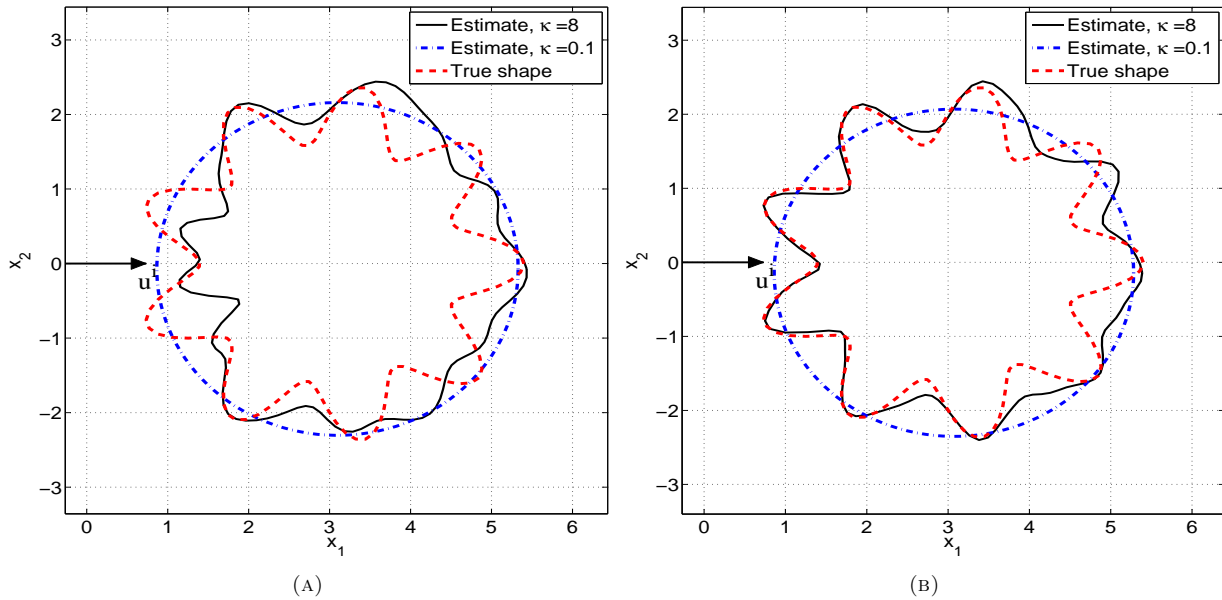 Estimate, κ =8
Estimate, κ =0.1
True shape
3
2
1
0
−1
−2
−3
x2
u^i
0
1
2
3
4
5
6
x1
(A)
Estimate, κ =8
Estimate, κ =0.1
True shape
3
2
1
0
−1
−2
−3
x2
u^i
0
1
2
3
4
5
6
x1
(B)